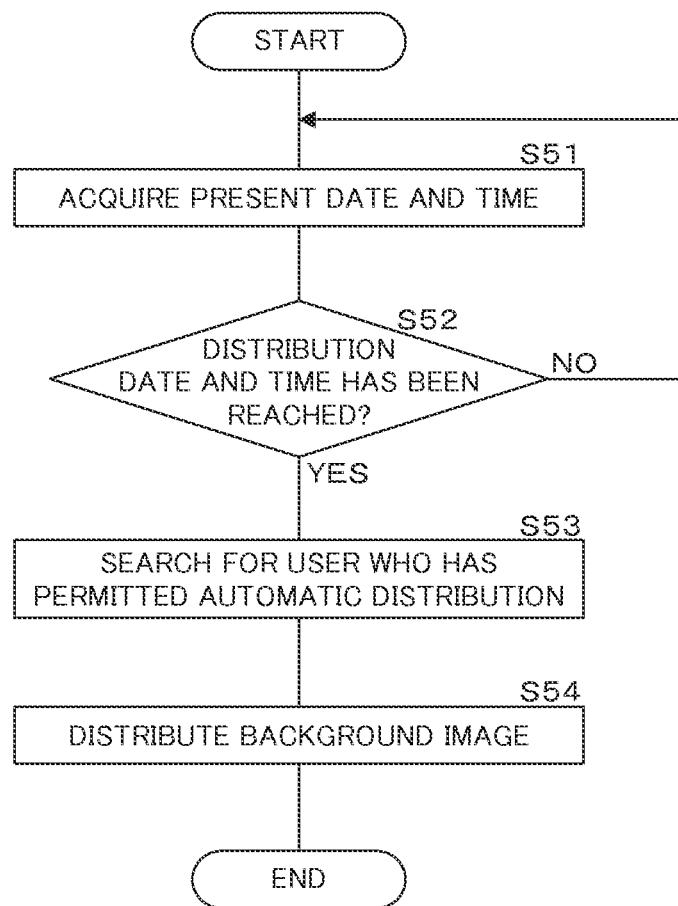 START
S51
ACQUIRE PRESENT DATE AND TIME
S52
DISTRIBUTION
DATE AND TIME HAS BEEN
REACHED?
NO
YES
S53
SEARCH FOR USER WHO HAS
PERMITTED AUTOMATIC DISTRIBUTION
S54
DISTRIBUTE BACKGROUND IMAGE
END